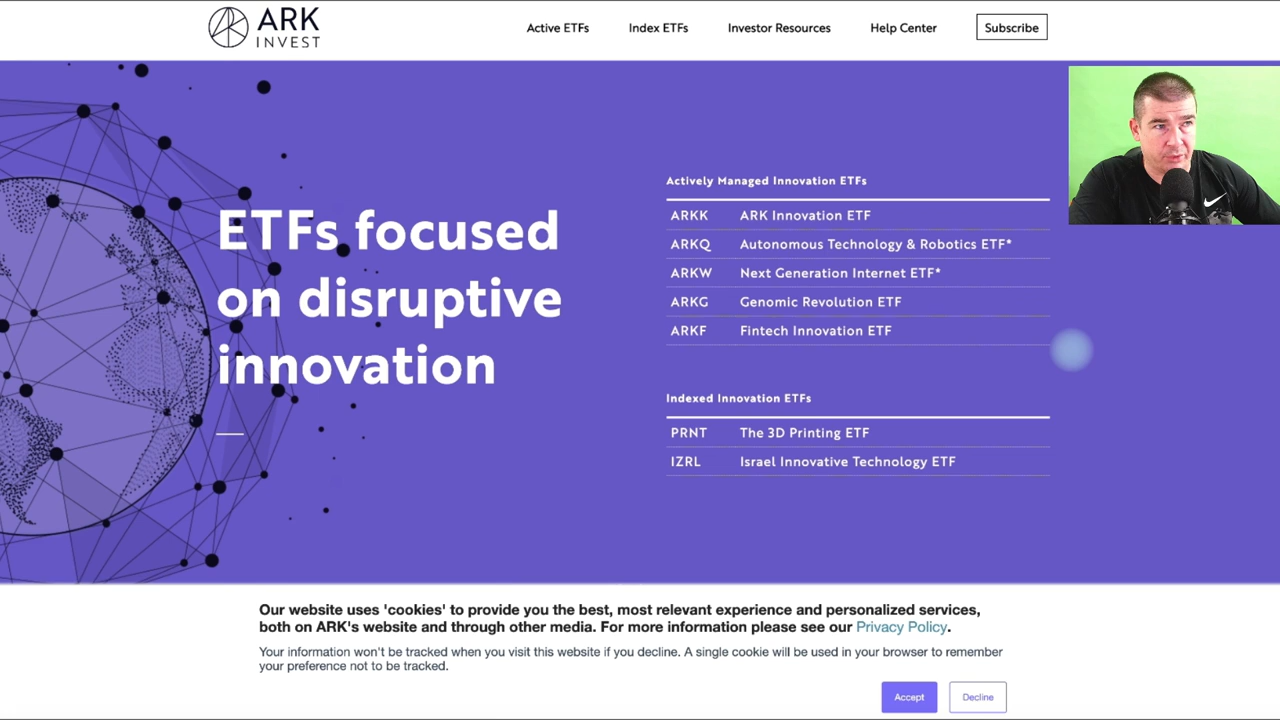 ARK
INVEST
Active ETFs
Index ETFs
Investor Resources
Help Center
Subscribe
ETFs focused
on disruptive
innovation
Actively Managed Innovation ETFs
ARKK ARK Innovation ETF
ARKQ Autonomous Technology & Robotics ETF*
ARKW Next Generation Internet ETF*
ARKG Genomic Revolution ETF
ARKF Fintech Innovation ETF
Indexed Innovation ETFs
PRNT The 3D Printing ETF
IZRL Israel Innovative Technology ETF
Our website uses 'cookies' to provide you the best, most relevant experience and personalized services,
both on ARK's website and through other media. For more information please see our Privacy Policy.
Your information won't be tracked when you visit this website if you decline. A single cookie will be used in your browser to remember
your preference not to be tracked.
Accept
Decline